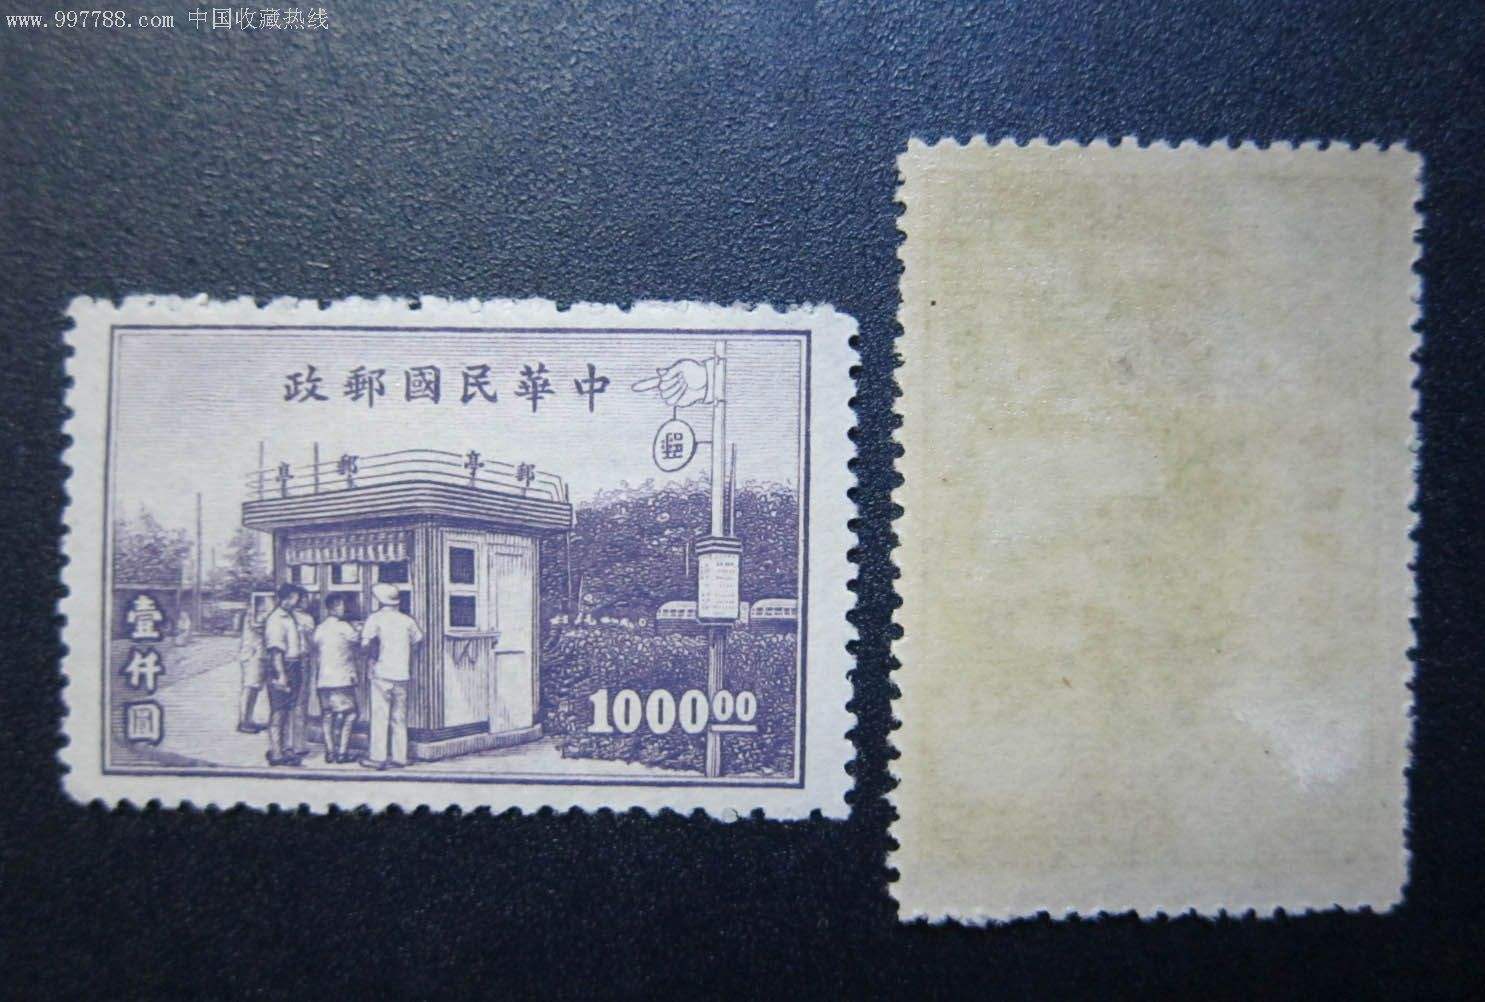 www.997788.com 中国收藏热线
政郵國民華中
郵
亭郵 亭郵
壹仟圓
1000.00